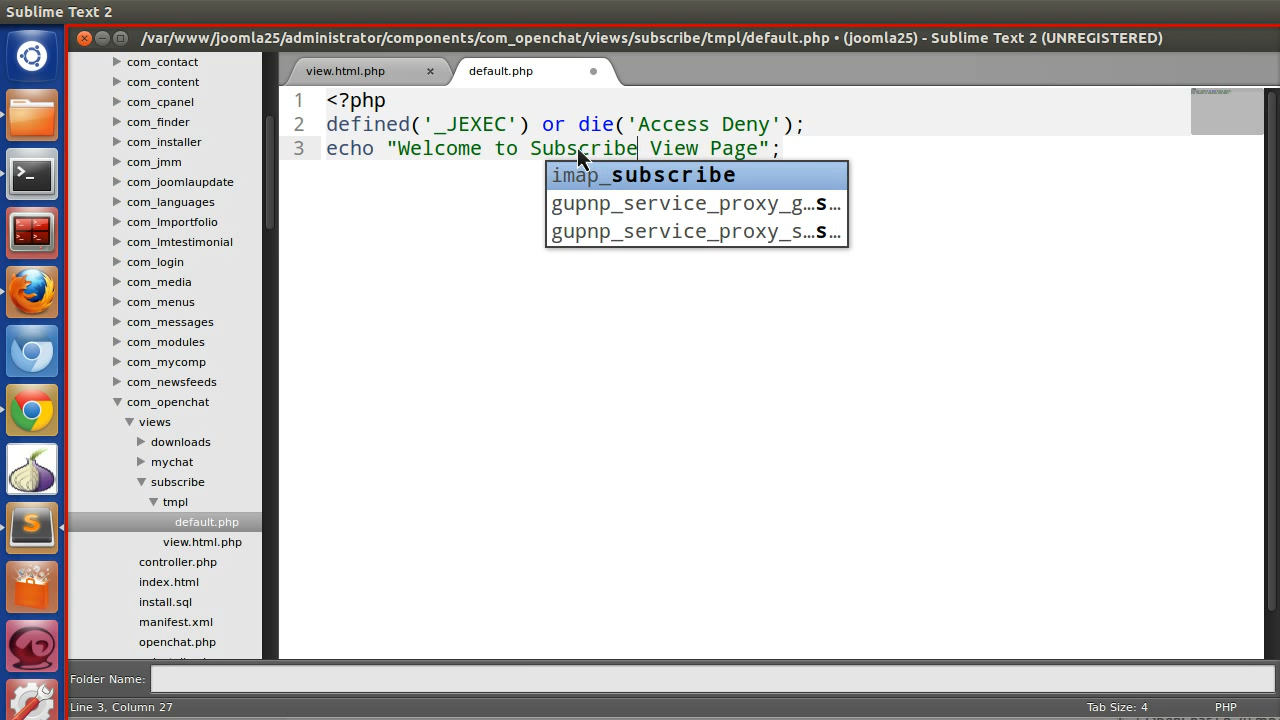 Sublime Text 2
/var/www/joomla25/administrator/components/com_openchat/views/subscribe/tmpl/default.php • (joomla25) - Sublime Text 2 (UNREGISTERED)
com_contact
com_content
com_cpanel
com_finder
com_installer
com_jmm
com_joomlaupdate
com_languages
com_lmportfolio
com_lmtestimonial
com_login
com_media
com_menus
com_messages
com_modules
com_mycomp
com_newsfeeds
com_openchat
views
downloads
mychat
subscribe
tmpl
default.php
view.html.php
controller.php
index.html
install.sql
manifest.xml
openchat.php
view.html.php
default.php
1 <?php
2 defined('_JEXEC') or die('Access Deny');
3 echo "Welcome to Subscribe View Page";
imap_subscribe
gupnp_service_proxy_g…s…
gupnp_service_proxy_s…s…
Folder Name:
Line 3, Column 27
Tab Size: 4
PHP